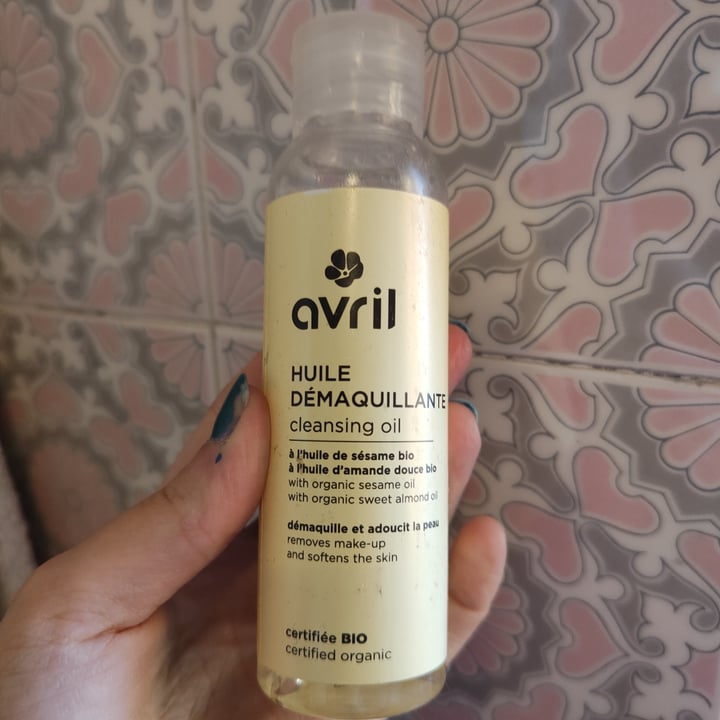 avril
HUILE
DÉMAQUILLANTE
cleansing oil
à l'huile de sésame bio
à l'huile d'amande douce bio
with organic sesame oil
with organic sweet almond oil
démaquille et adoucit la peau
removes make-up
and softens the skin
certifiée BIO
certified organic